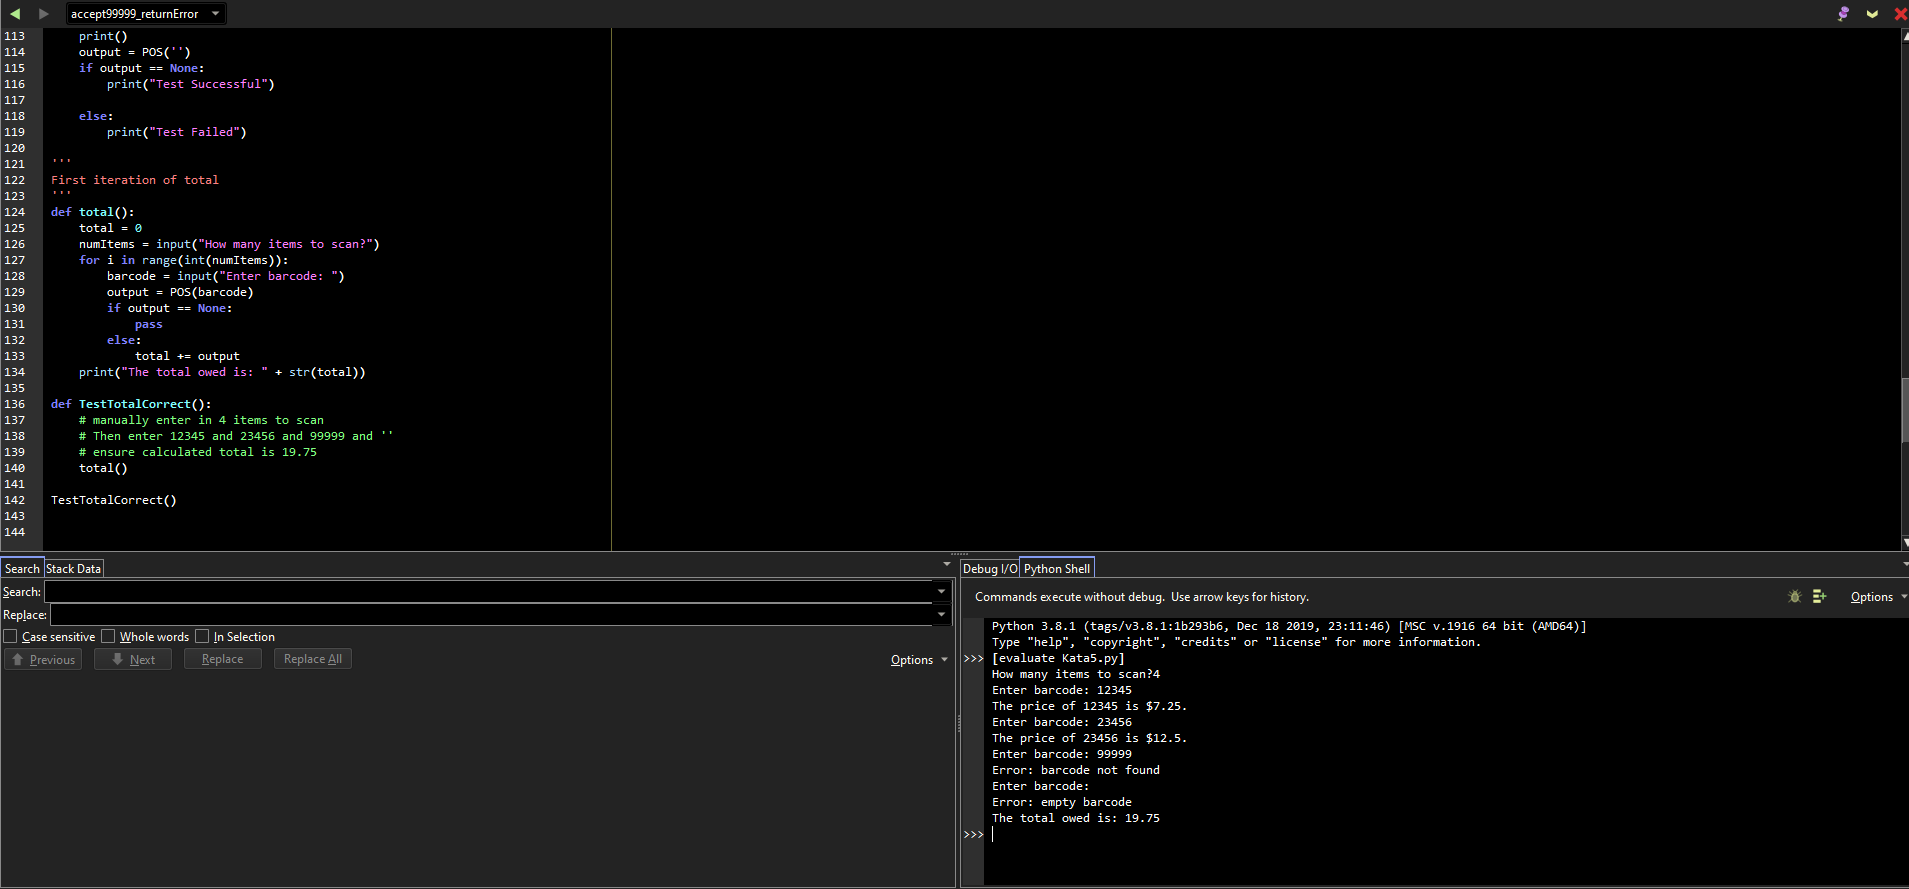 accept99999_returnError
113     print()
114     output = POS('')
115     if output == None:
116         print("Test Successful")
117
118     else:
119         print("Test Failed")
120
121 '''
122 First iteration of total
123 '''
124 def total():
125     total = 0
126     numItems = input("How many items to scan?")
127     for i in range(int(numItems)):
128         barcode = input("Enter barcode: ")
129         output = POS(barcode)
130         if output == None:
131             pass
132         else:
133             total += output
134     print("The total owed is: " + str(total))
135
136 def TestTotalCorrect():
137     # manually enter in 4 items to scan
138     # Then enter 12345 and 23456 and 99999 and ''
139     # ensure calculated total is 19.75
140     total()
141
142 TestTotalCorrect()
143
144
Search Stack Data
Search:
Replace:
Case sensitive Whole words In Selection
Previous Next Replace Replace All Options
Debug I/O Python Shell
Commands execute without debug.  Use arrow keys for history. Options
Python 3.8.1 (tags/v3.8.1:1b293b6, Dec 18 2019, 23:11:46) [MSC v.1916 64 bit (AMD64)]
Type "help", "copyright", "credits" or "license" for more information.
>>> [evaluate Kata5.py]
How many items to scan?4
Enter barcode: 12345
The price of 12345 is $7.25.
Enter barcode: 23456
The price of 23456 is $12.5.
Enter barcode: 99999
Error: barcode not found
Enter barcode:
Error: empty barcode
The total owed is: 19.75
>>>